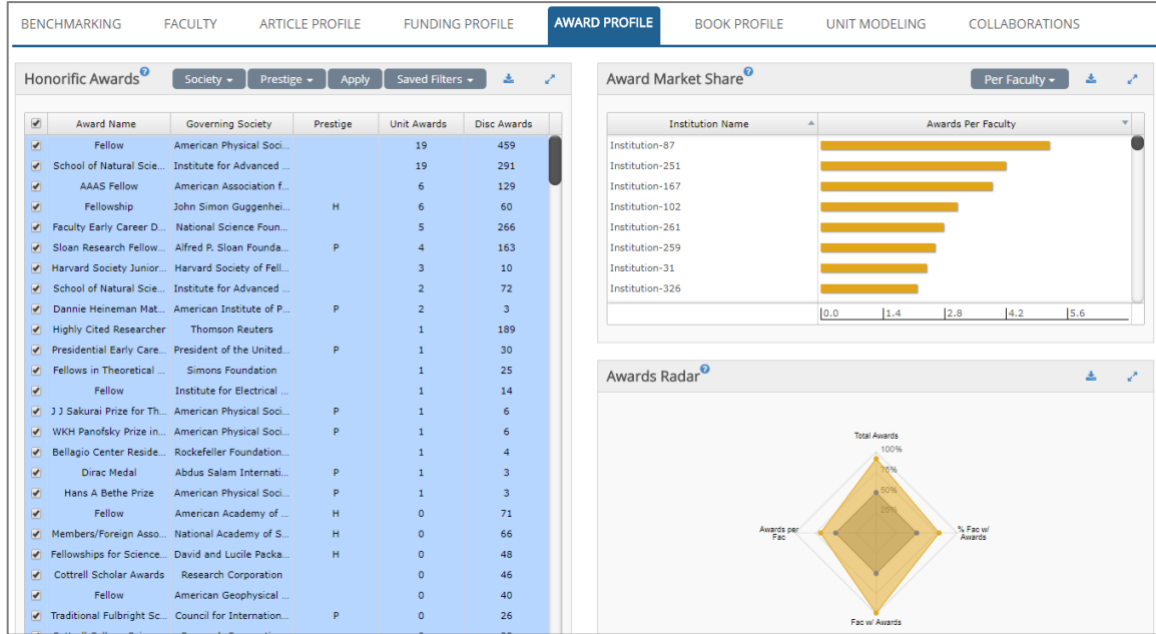 BENCHMARKING FACULTY ARTICLE PROFILE FUNDING PROFILE AWARD PROFILE BOOK PROFILE UNIT MODELING COLLABORATIONS
Honorific Awards? Society Prestige Apply Saved Filters
Award Name Governing Society Prestige Unit Awards Disc Awards
Fellow American Physical Soci... 19 459
School of Natural Scie... Institute for Advanced ... 19 291
AAAS Fellow American Association f... 6 129
Fellowship John Simon Guggenhei... H 6 60
Faculty Early Career D... National Science Foun... 5 266
Sloan Research Fellow... Alfred P. Sloan Founda... P 4 163
Harvard Society Junior... Harvard Society of Fell... 3 10
School of Natural Scie... Institute for Advanced ... 2 72
Dannie Heineman Mat... American Institute of P... P 2 3
Highly Cited Researcher Thomson Reuters 1 189
Presidential Early Care... President of the United... P 1 30
Fellows in Theoretical ... Simons Foundation 1 25
Fellow Institute for Electrical ... 1 14
J J Sakurai Prize for Th... American Physical Soci... P 1 6
WKH Panofsky Prize in... American Physical Soci... P 1 6
Bellagio Center Reside... Rockefeller Foundation... 1 4
Dirac Medal Abdus Salam Internati... P 1 3
Hans A Bethe Prize American Physical Soci... P 1 3
Fellow American Academy of ... H 0 71
Members/Foreign Asso... National Academy of S... H 0 66
Fellowships for Science... David and Lucile Packa... H 0 48
Cottrell Scholar Awards Research Corporation 0 46
Fellow American Geophysical ... 0 40
Traditional Fulbright Sc... Council for Internation... P 0 26
Award Market Share? Per Faculty
Institution Name Awards Per Faculty
Institution-87
Institution-251
Institution-167
Institution-102
Institution-261
Institution-259
Institution-31
Institution-326
0.0 1.4 2.8 4.2 5.6
Awards Radar?
Total Awards
100%
75%
50%
25%
Awards per
Fac
% Fac w/
Awards
Fac w/ Awards